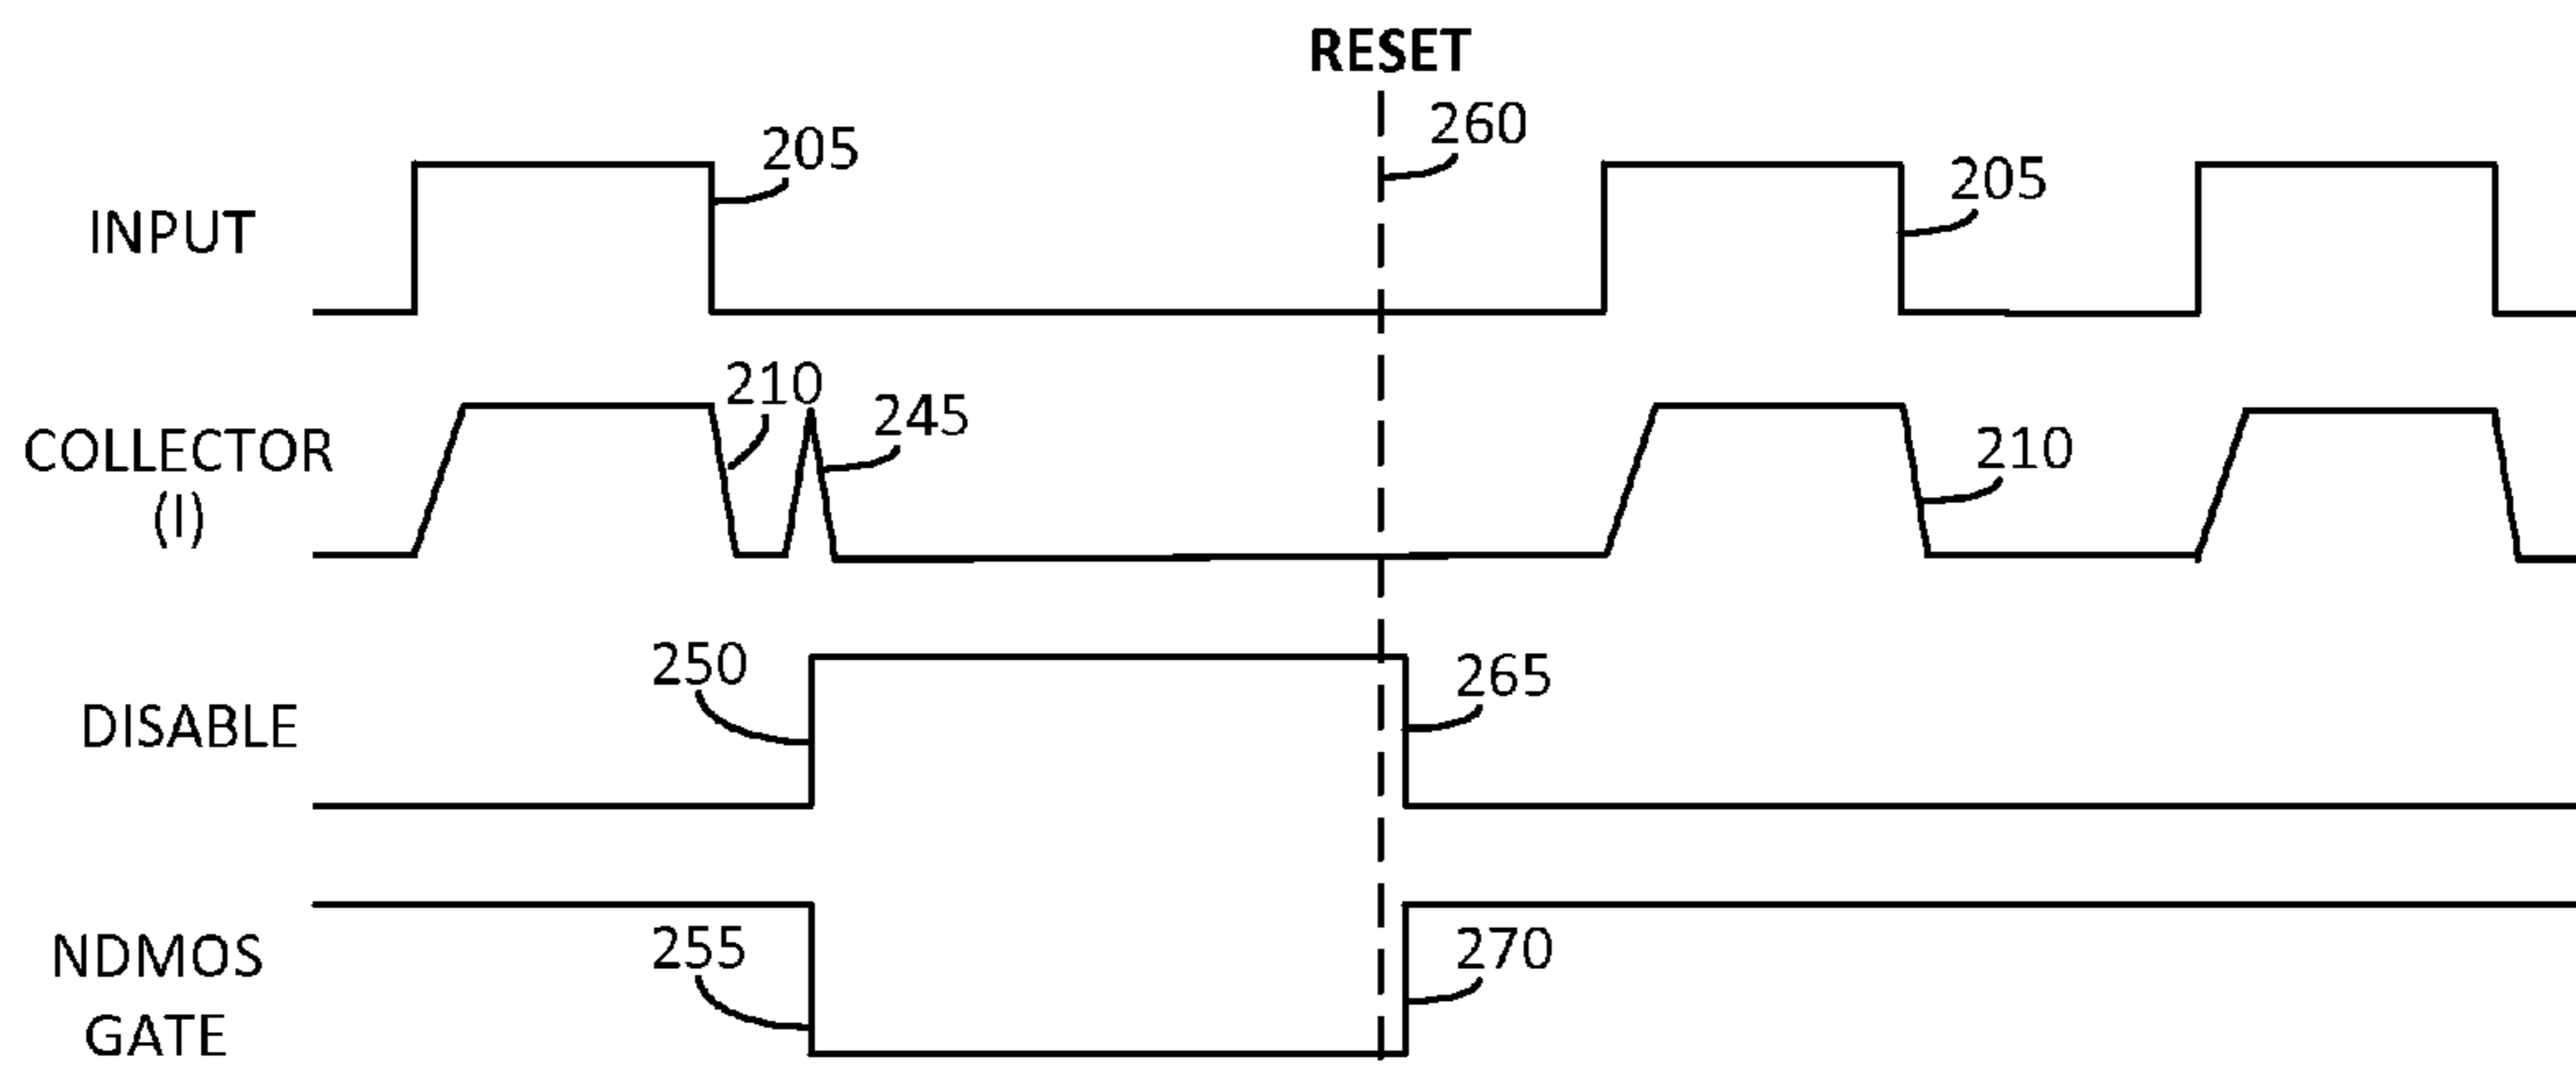 RESET
260
205
205
INPUT
210
245
COLLECTOR
(I)
210
250
265
DISABLE
255
270
NDMOS
GATE